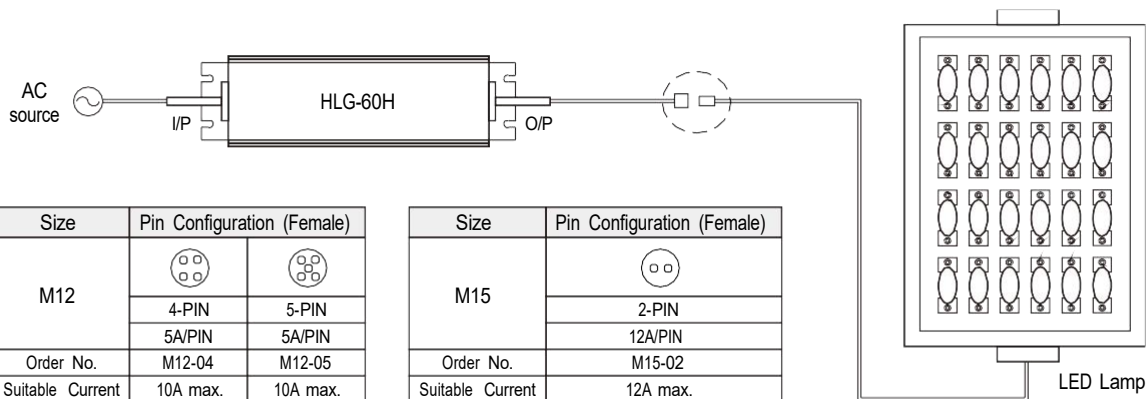 AC
source
I/P
HLG-60H
O/P
Size Pin Configuration (Female)
M12
4-PIN 5-PIN
5A/PIN 5A/PIN
Order No. M12-04 M12-05
Suitable Current 10A max. 10A max.
Size Pin Configuration (Female)
M15
2-PIN
12A/PIN
Order No. M15-02
Suitable Current 12A max.
LED Lamp